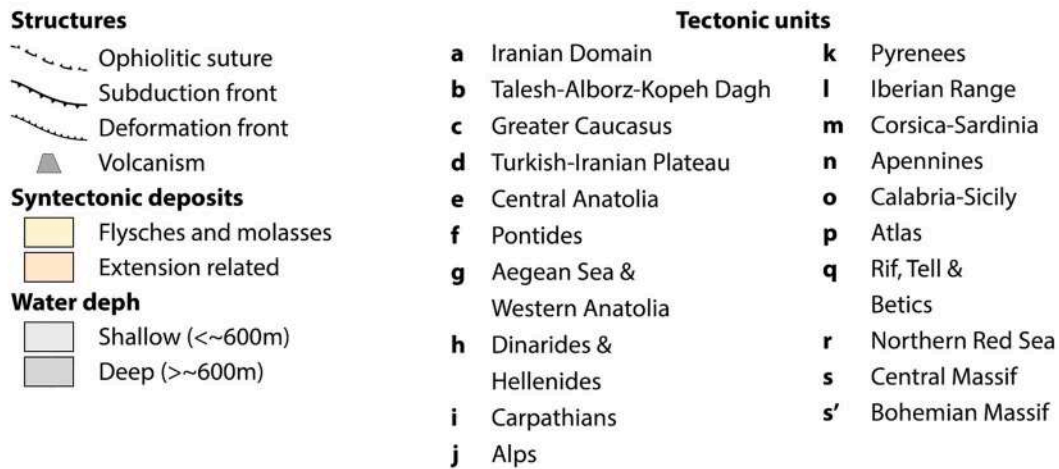 Structures
Ophiolitic suture
Subduction front
Deformation front
Volcanism
Syntectonic deposits
Flysches and molasses
Extension related
Water deph
Shallow (<~600m)
Deep (>~600m)
Tectonic units
a Iranian Domain
b Talesh-Alborz-Kopeh Dagh
c Greater Caucasus
d Turkish-Iranian Plateau
e Central Anatolia
f Pontides
g Aegean Sea &
Western Anatolia
h Dinarides &
Hellenides
i Carpathians
j Alps
k Pyrenees
l Iberian Range
m Corsica-Sardinia
n Apennines
o Calabria-Sicily
p Atlas
q Rif, Tell &
Betics
r Northern Red Sea
s Central Massif
s’ Bohemian Massif